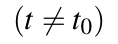 (t ≠ t₀)